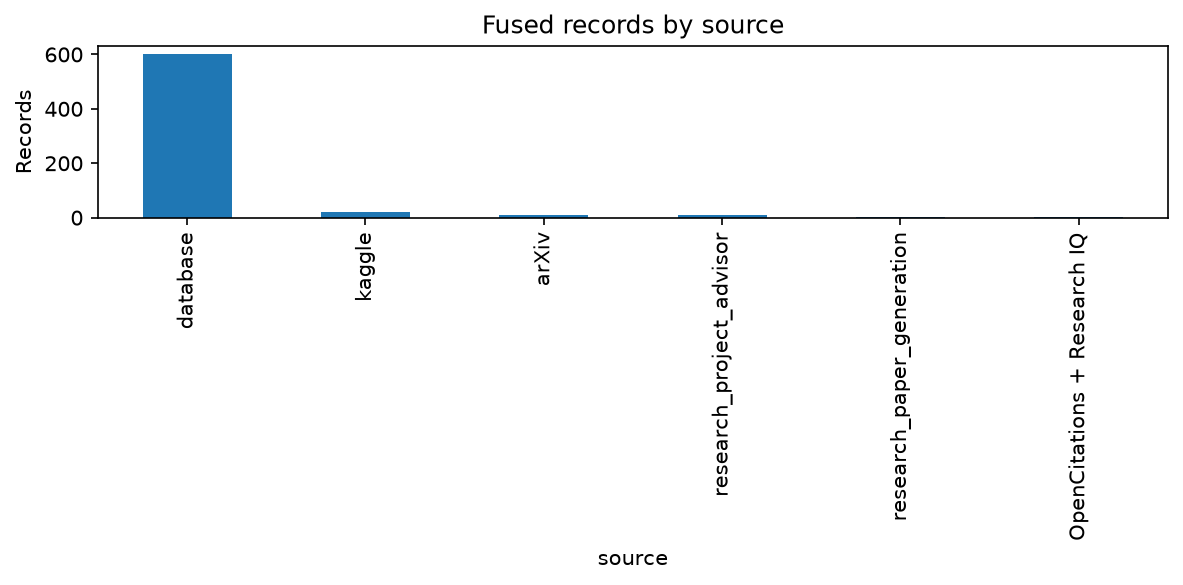 Fused records by source
Records
600
400
200
0
database
kaggle
arXiv
research_project_advisor
research_paper_generation
OpenCitations + Research IQ
source